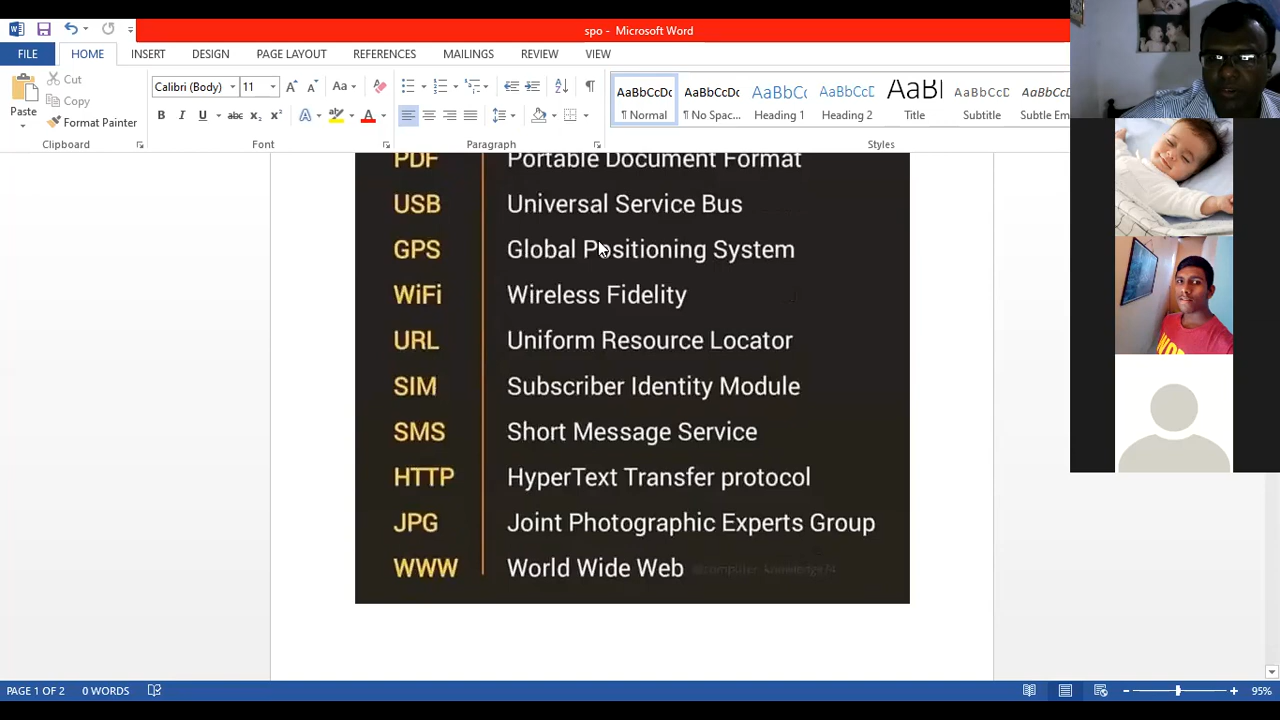 spo - Microsoft Word
FILE HOME INSERT DESIGN PAGE LAYOUT REFERENCES MAILINGS REVIEW VIEW
Cut
Copy
Format Painter
Paste
Calibri (Body) 11
Clipboard Font Paragraph Styles
AaBbCcDc AaBbCcDc AaBbCc AaBbCcD AaBI AaBbCcD AaBbCcD
¶ Normal ¶ No Spac... Heading 1 Heading 2 Title Subtitle Subtle Em...
PDF Portable Document Format
USB Universal Service Bus
GPS Global Positioning System
WiFi Wireless Fidelity
URL Uniform Resource Locator
SIM Subscriber Identity Module
SMS Short Message Service
HTTP HyperText Transfer protocol
JPG Joint Photographic Experts Group
WWW World Wide Web
PAGE 1 OF 2 0 WORDS 95%